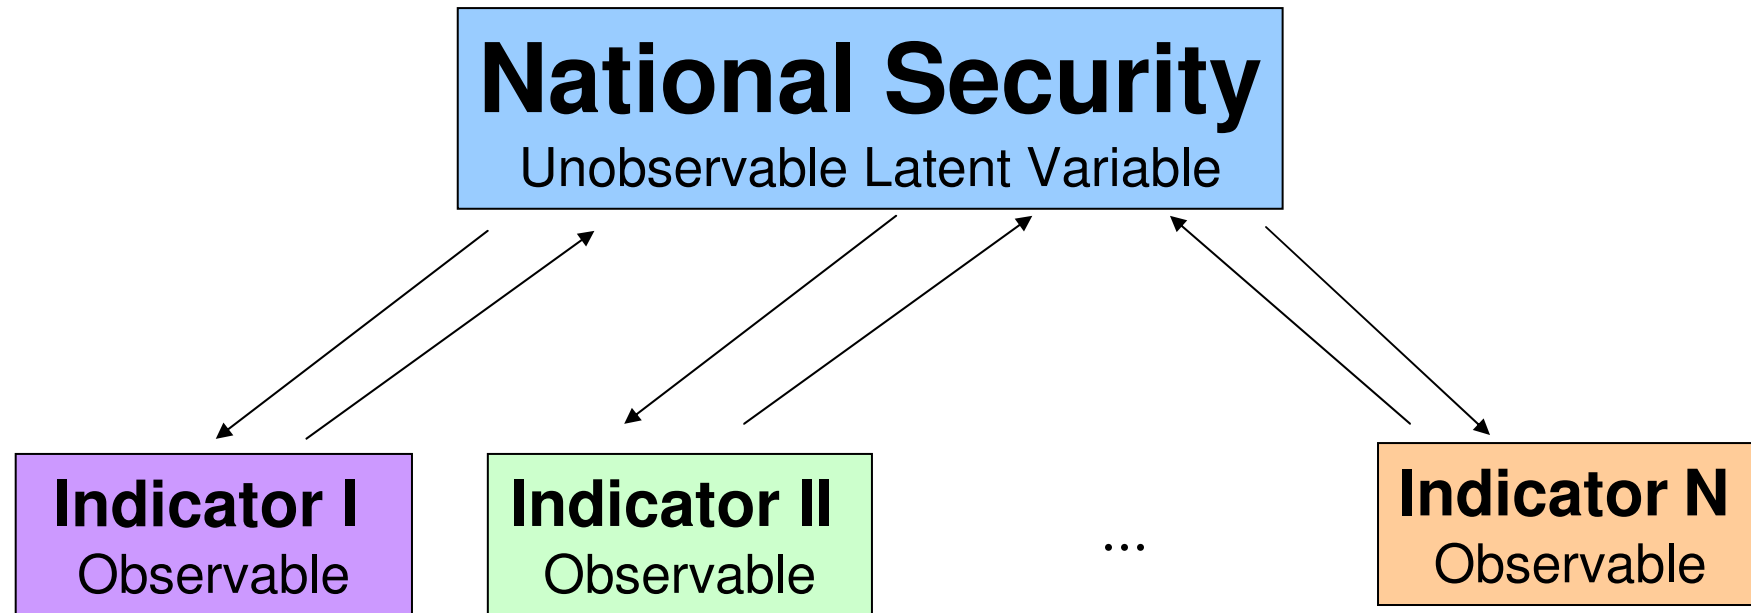 National Security
Unobservable Latent Variable
Indicator I
Observable
Indicator II
Observable
...
Indicator N
Observable